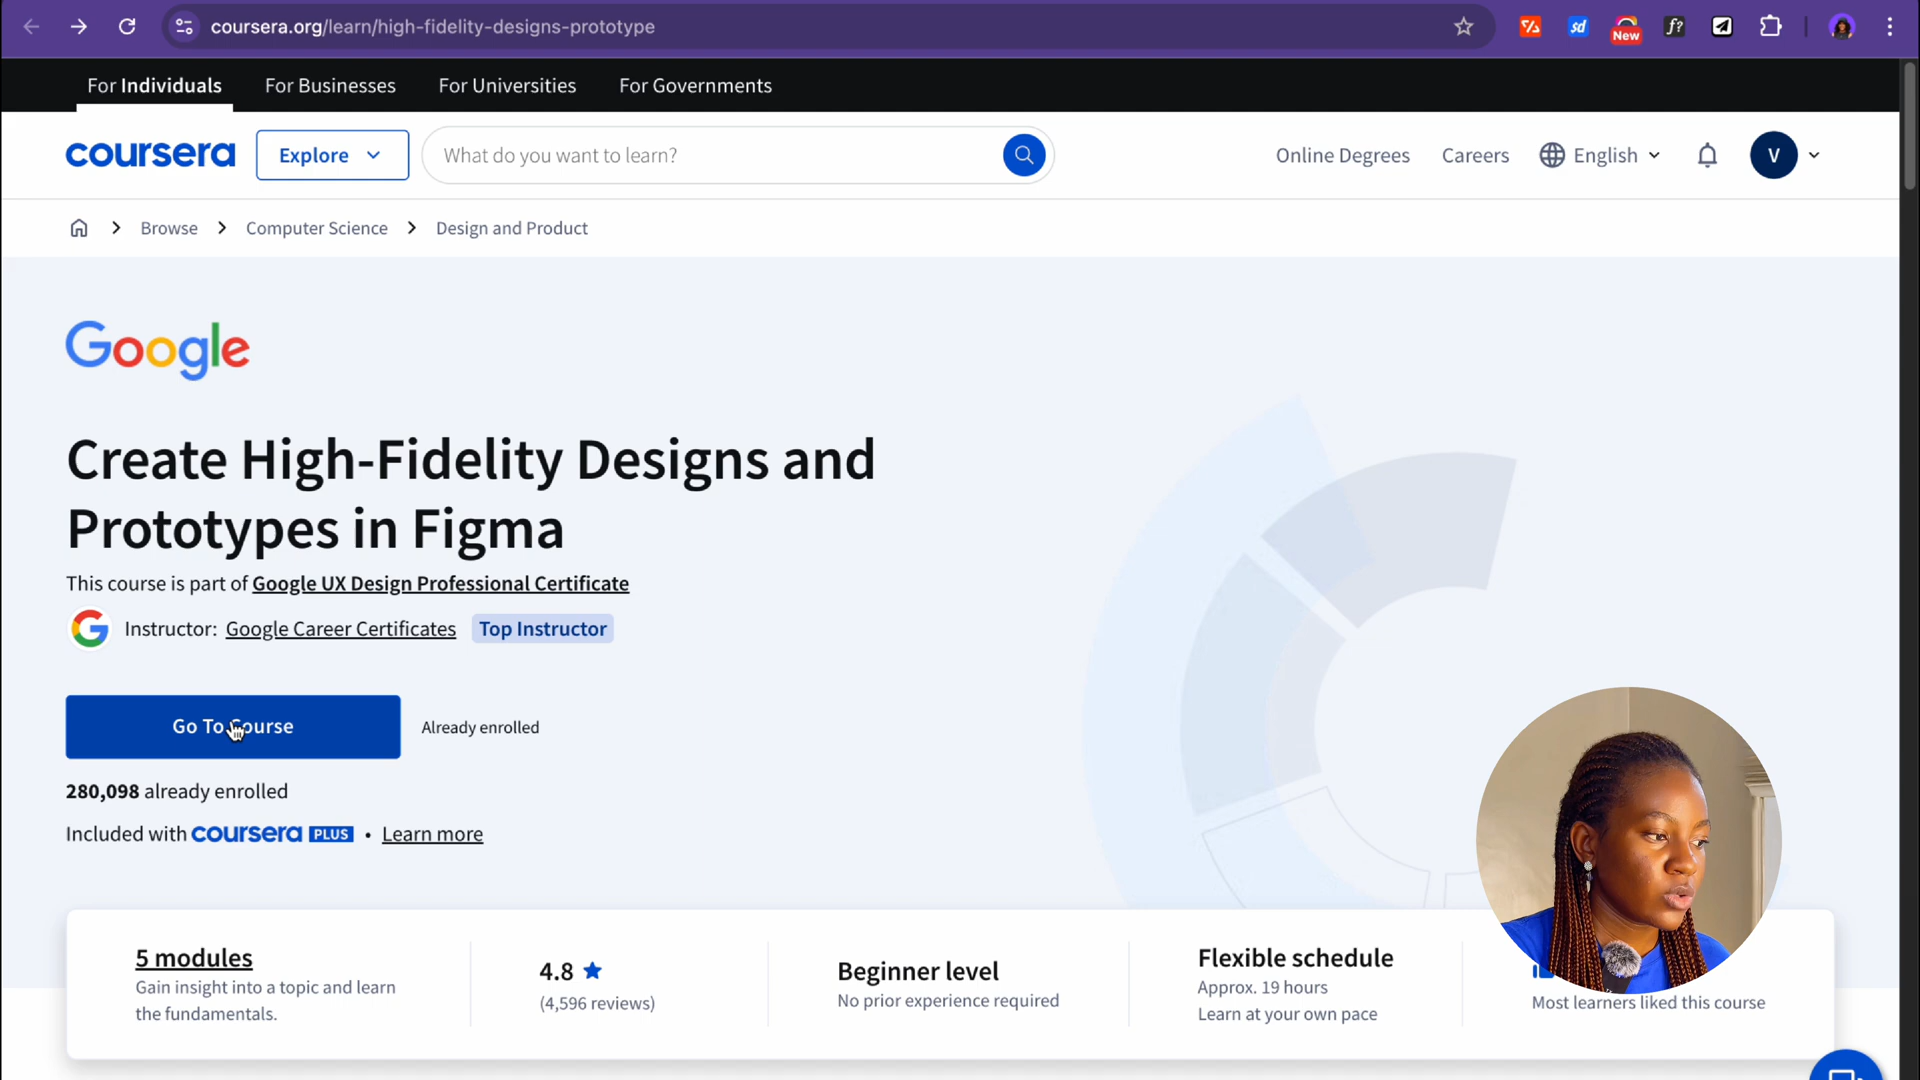 coursera.org/learn/high-fidelity-designs-prototype
sd
New
f?
For Individuals
For Businesses
For Universities
For Governments
coursera
Explore
What do you want to learn?
Online Degrees
Careers
English
V
Browse
Computer Science
Design and Product
Google
Create High-Fidelity Designs and
Prototypes in Figma
This course is part of Google UX Design Professional Certificate
G
Instructor: Google Career Certificates
Top Instructor
Go To Course
Already enrolled
280,098 already enrolled
Included with coursera PLUS • Learn more
5 modules
Gain insight into a topic and learn
the fundamentals.
4.8
(4,596 reviews)
Beginner level
No prior experience required
Flexible schedule
Approx. 19 hours
Learn at your own pace
Most learners liked this course